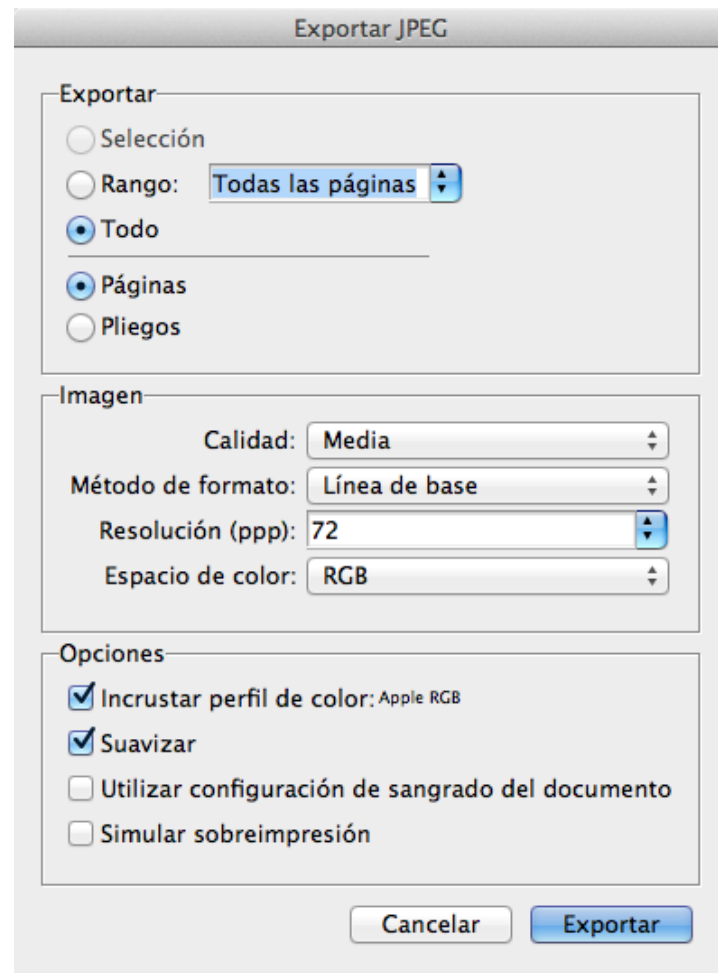 Exportar JPEG
Exportar
Selección
Rango: Todas las páginas
Todo
Páginas
Pliegos
Imagen
Calidad: Media
Método de formato: Línea de base
Resolución (ppp): 72
Espacio de color: RGB
Opciones
Incrustar perfil de color: Apple RGB
Suavizar
Utilizar configuración de sangrado del documento
Simular sobreimpresión
Cancelar Exportar